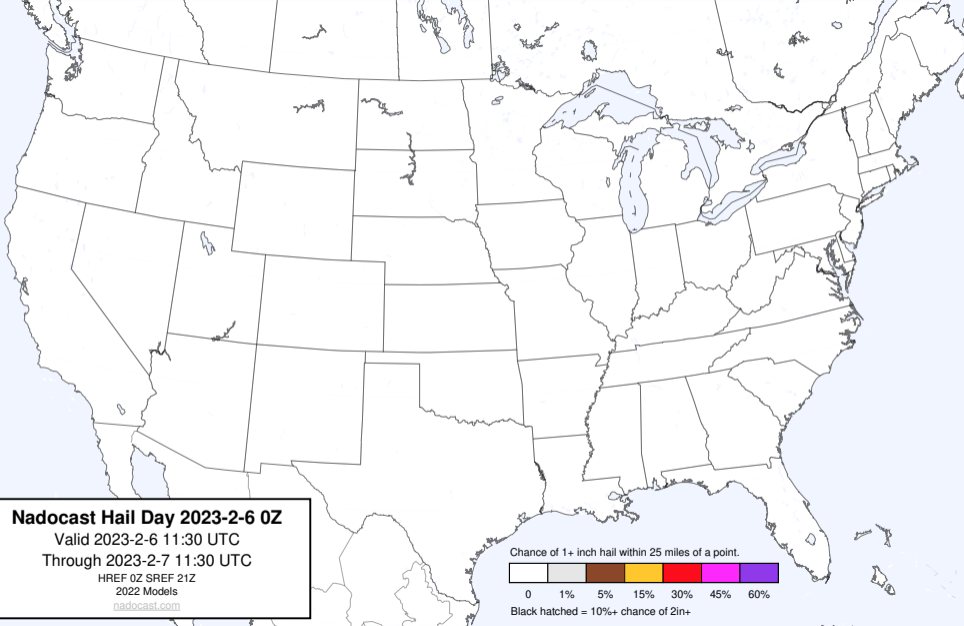 Nadocast Hail Day 2023-2-6 0Z
Valid 2023-2-6 11:30 UTC
Through 2023-2-7 11:30 UTC
HREF 0Z SREF 21Z
2022 Models
nadocast.com
Chance of 1+ inch hail within 25 miles of a point.
0 1% 5% 15% 30% 45% 60%
Black hatched = 10%+ chance of 2in+